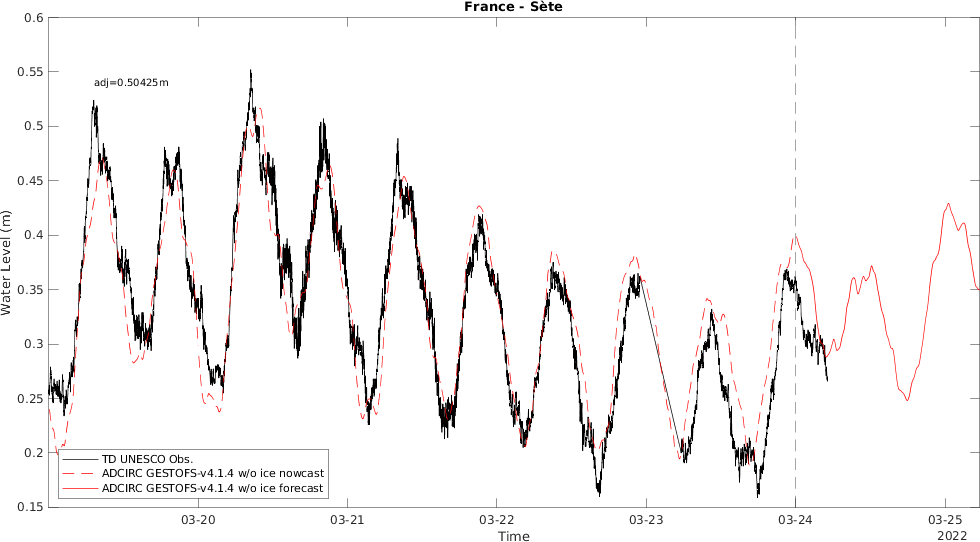 France - Sète
0.6
0.55
0.5
0.45
0.4
0.35
0.3
0.25
0.2
0.15
Water Level (m)
adj=0.50425m
TD UNESCO Obs.
ADCIRC GESTOFS-v4.1.4 w/o ice nowcast
ADCIRC GESTOFS-v4.1.4 w/o ice forecast
03-20 03-21 03-22 03-23 03-24 03-25
Time
2022